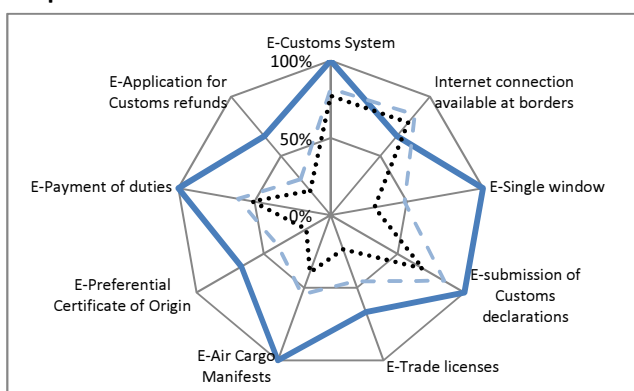 E-Customs System
100%
E-Application for
Customs refunds
Internet connection
available at borders
50%
E-Payment of duties
E-Single window
0%
E-Preferential
Certificate of Origin
E-submission of
Customs
declarations
E-Air Cargo
Manifests
E-Trade licenses